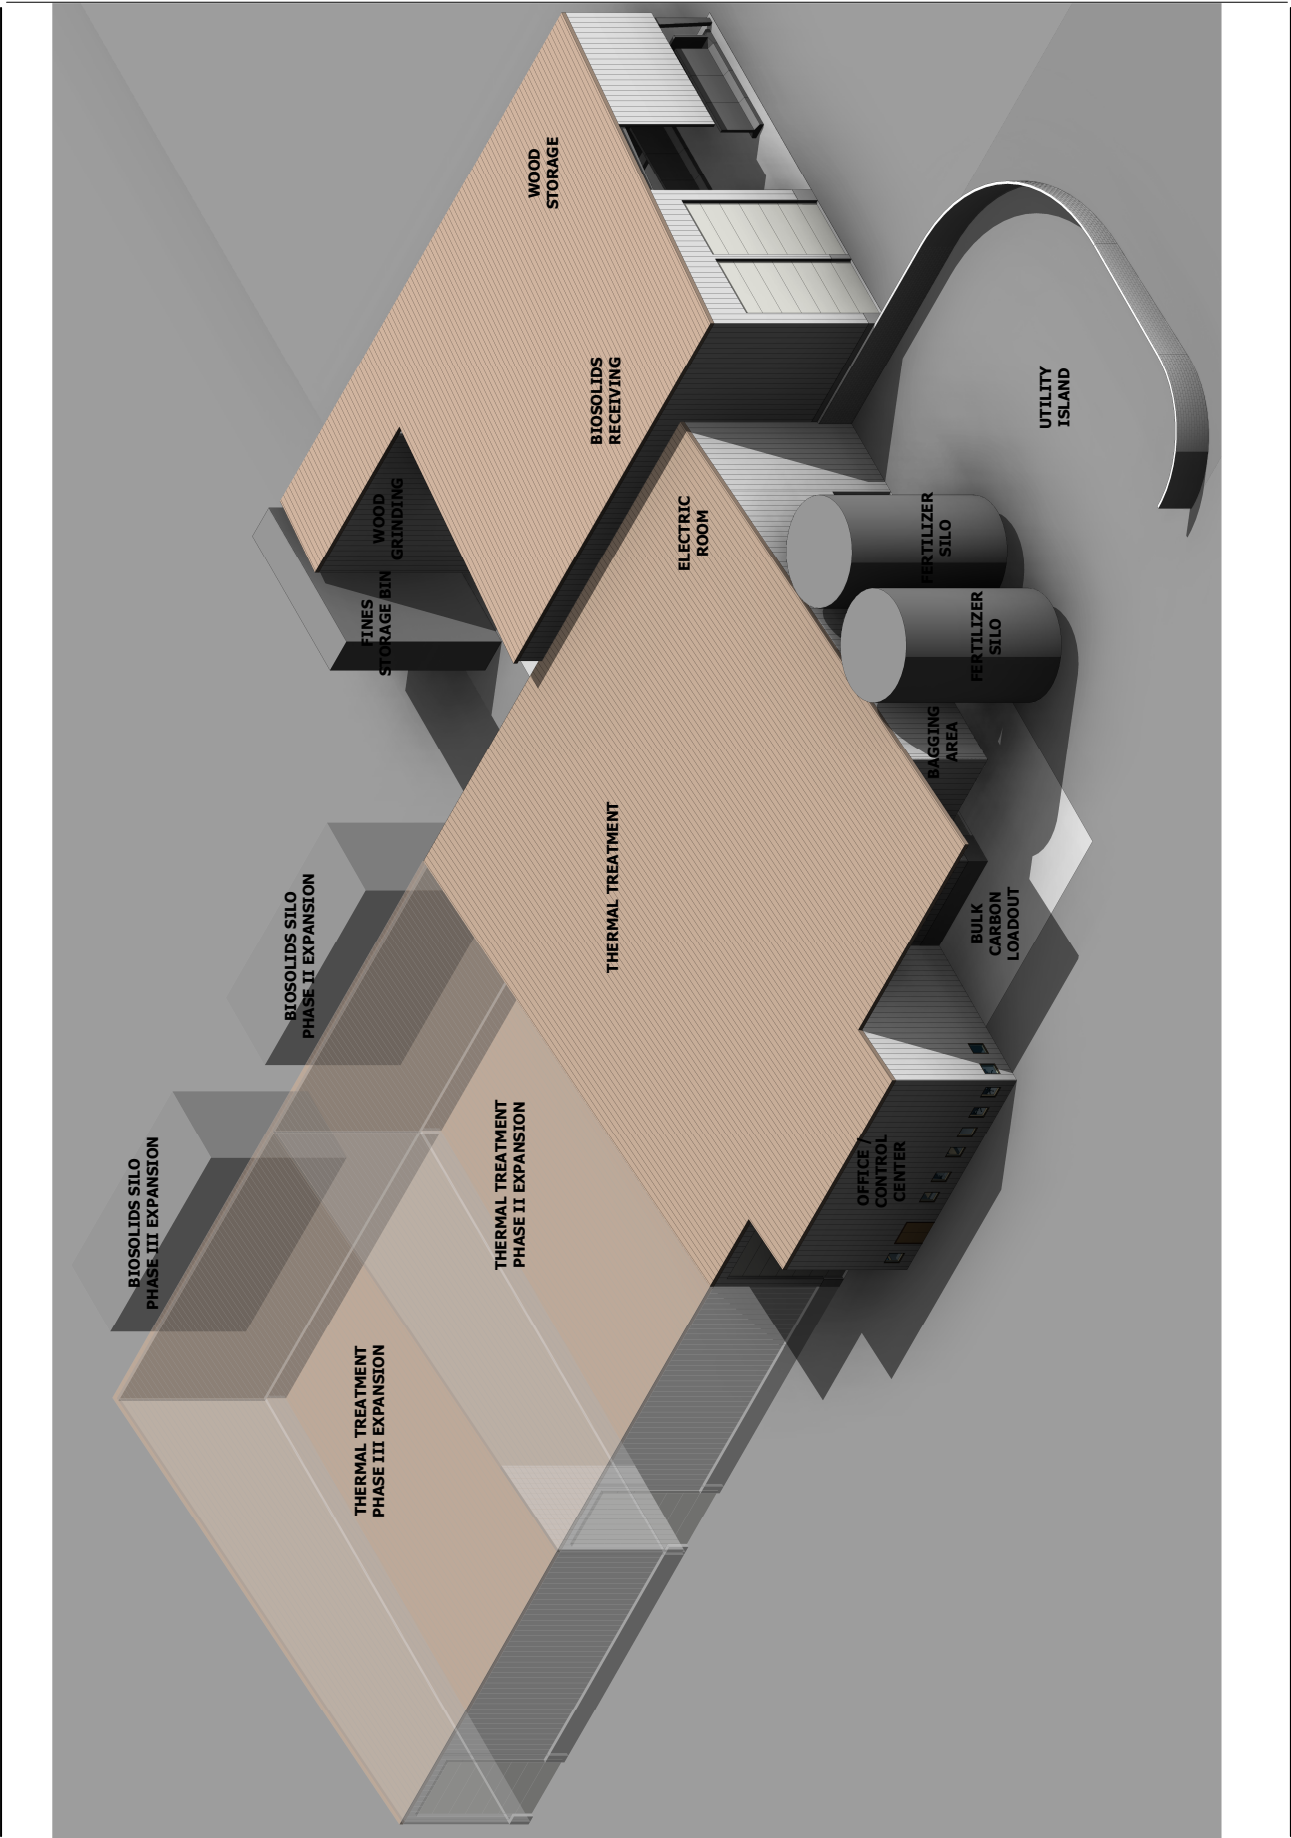 BIOSOLIDS SILO
PHASE III EXPANSION
BIOSOLIDS SILO
PHASE II EXPANSION
THERMAL TREATMENT
PHASE III EXPANSION
FINES
STORAGE BIN
WOOD
GRINDING
THERMAL TREATMENT
PHASE II EXPANSION
WOOD
STORAGE
BIOSOLIDS
RECEIVING
THERMAL TREATMENT
ELECTRIC
ROOM
OFFICE /
CONTROL
CENTER
FERTILIZER
SILO
BAGGING
AREA
FERTILIZER
SILO
BULK
CARBON
LOADOUT
UTILITY
ISLAND